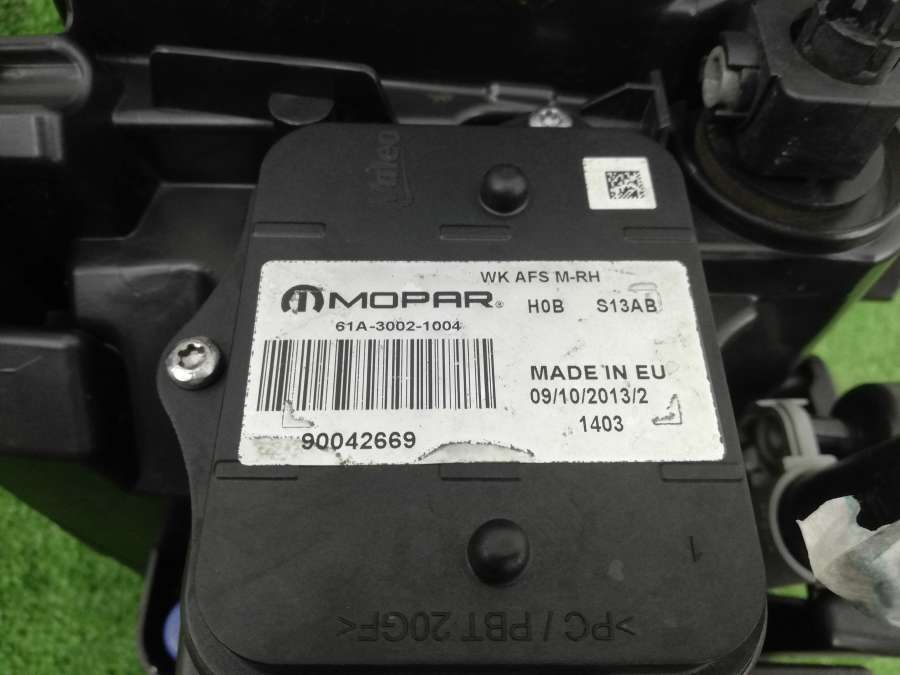 Valeo
WK AFS M-RH
MOPAR®
H0B S13AB
61A-3002-1004
MADE IN EU
09/10/2013/2
1403
90042669
1
>PC / PBT 20GF<